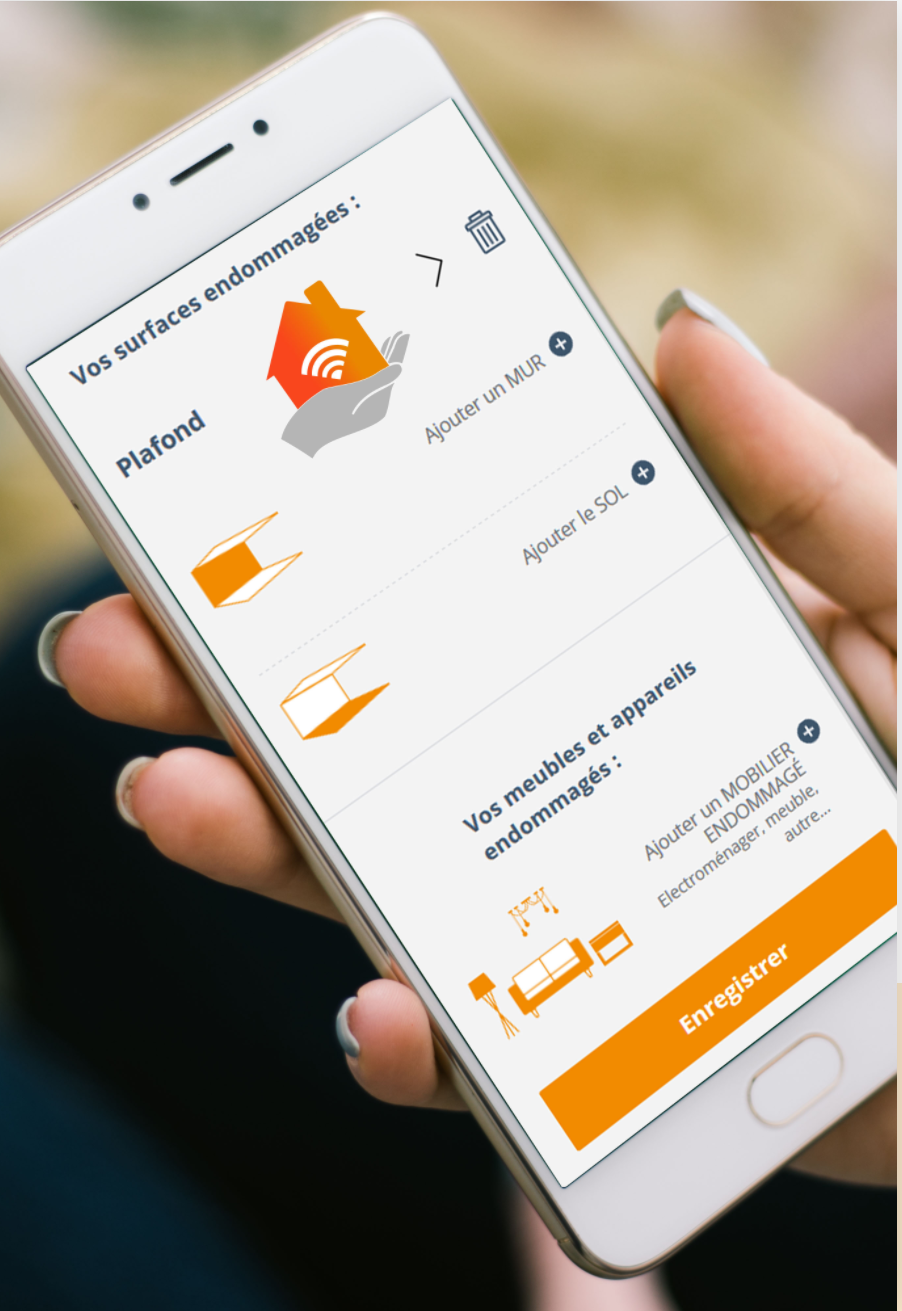 Vos surfaces endommagées :
Plafond
Ajouter un MUR
Ajouter le SOL
Vos meubles et appareils
endommagés :
Ajouter un MOBILIER
ENDOMMAGÉ
Electroménager, meuble,
autre...
Enregistrer